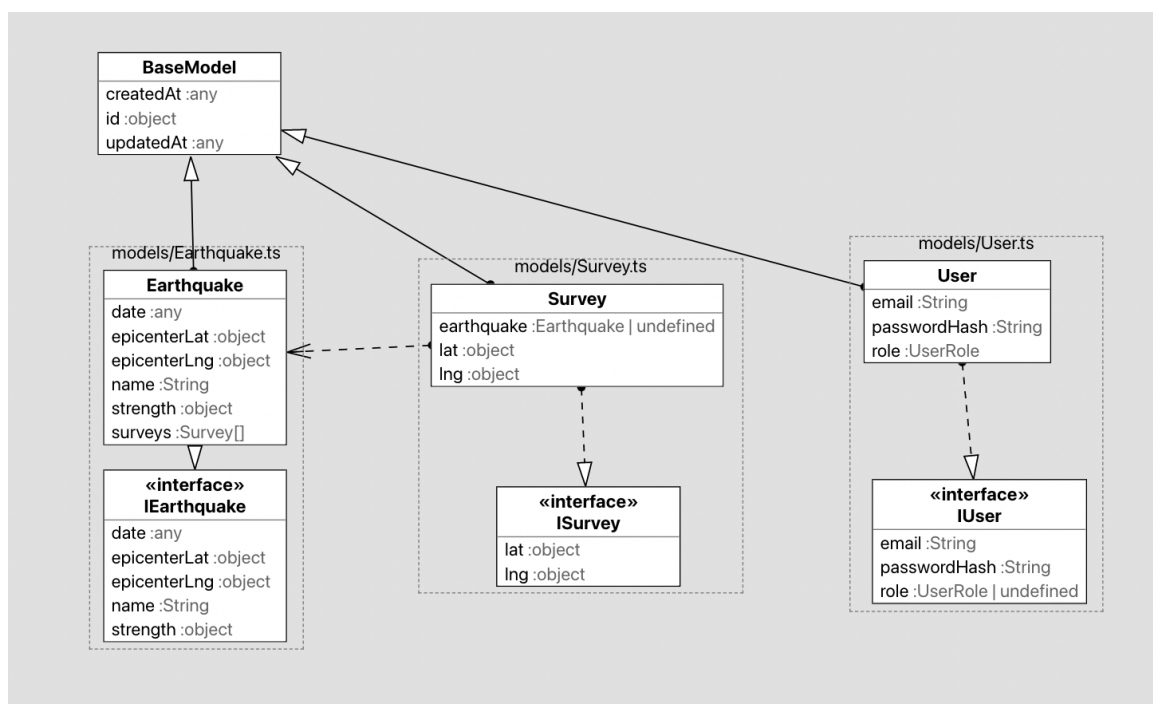 BaseModel
createdAt :any
id :object
updatedAt :any
models/Earthquake.ts
Earthquake
date :any
epicenterLat :object
epicenterLng :object
name :String
strength :object
surveys :Survey[]
«interface»
IEarthquake
date :any
epicenterLat :object
epicenterLng :object
name :String
strength :object
models/Survey.ts
Survey
earthquake :Earthquake | undefined
lat :object
lng :object
«interface»
ISurvey
lat :object
lng :object
models/User.ts
User
email :String
passwordHash :String
role :UserRole
«interface»
IUser
email :String
passwordHash :String
role :UserRole | undefined